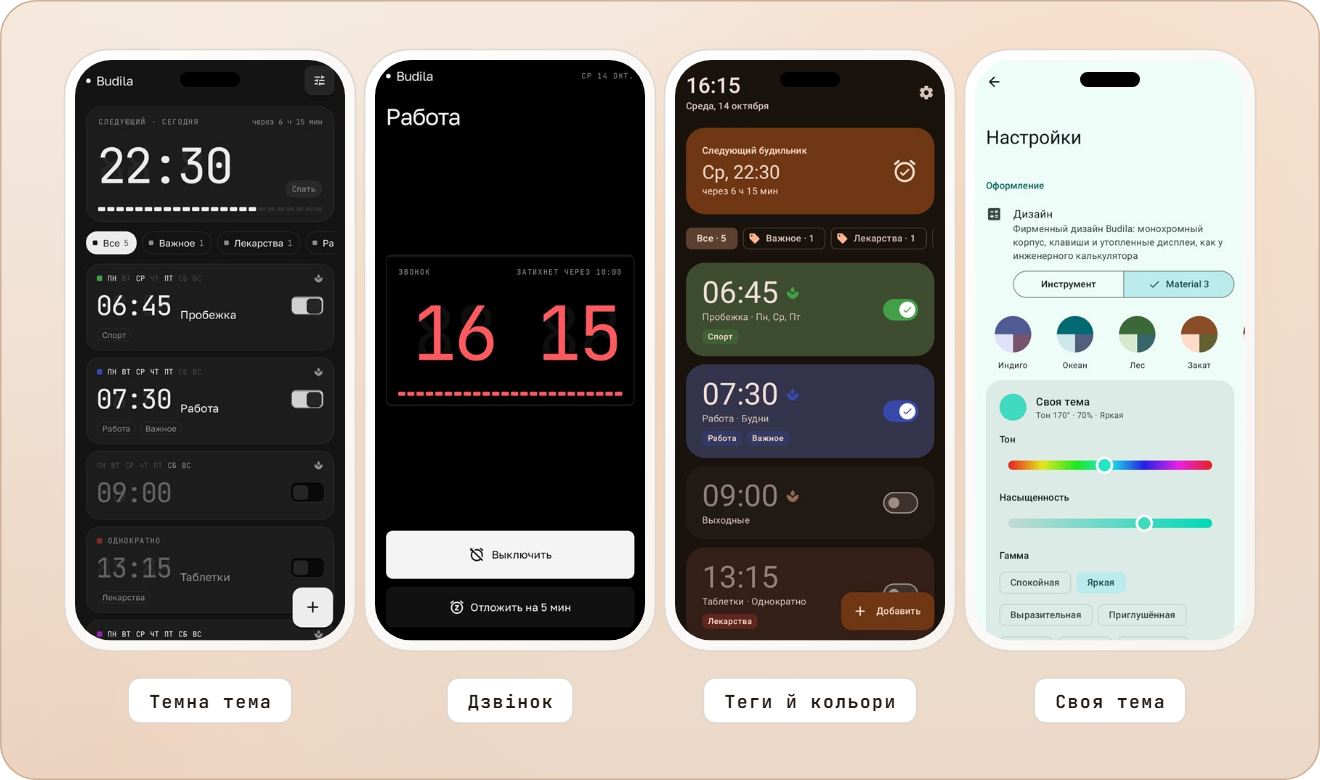 Budila
СЛЕДУЮЩИЙ · СЕГОДНЯ
через 6 ч 15 мин
22:30
Спать
Все 5
Важное 1
Лекарства 1
Ра
ПН ВТ СР ЧТ ПТ СБ ВС
06:45 Пробежка
Спорт
ПН ВТ СР ЧТ ПТ СБ ВС
07:30 Работа
Работа Важное
ПН ВТ СР ЧТ ПТ СБ ВС
09:00
ОДНОКРАТНО
13:15 Таблетки
Лекарства
+
ПН ВТ СР ЧТ ПТ СБ ВС
Темна тема
Budila
СР 14 ОКТ.
Работа
ЗВОНОК
ЗАТИХНЕТ ЧЕРЕЗ 10:00
16 15
Выключить
Отложить на 5 мин
Дзвінок
16:15
Среда, 14 октября
Следующий будильник
Ср, 22:30
через 6 ч 15 мин
Все · 5
Важное · 1
Лекарства · 1
06:45
Пробежка · Пн, Ср, Пт
Спорт
07:30
Работа · Будни
Работа Важное
09:00
Выходные
13:15
Таблетки · Однократно
Лекарства
+ Добавить
Теги й кольори
Настройки
Оформление
Дизайн
Фирменный дизайн Budila: монохромный
корпус, клавиши и утопленные дисплеи, как у
инженерного калькулятора
Инструмент
Material 3
Индиго
Океан
Лес
Закат
Своя тема
Тон 170° · 70% · Яркая
Тон
Насыщенность
Гамма
Спокойная
Яркая
Выразительная
Приглушённая
Своя тема